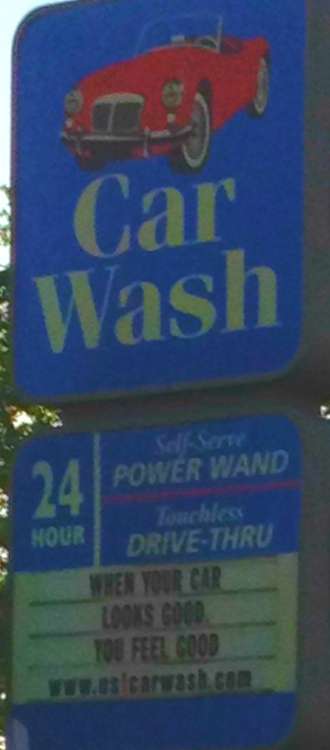 Car
Wash
24
HOUR
Self-Serve
POWER WAND
Touchless
DRIVE-THRU
WHEN YOUR CAR
LOOKS GOOD.
YOU FEEL GOOD